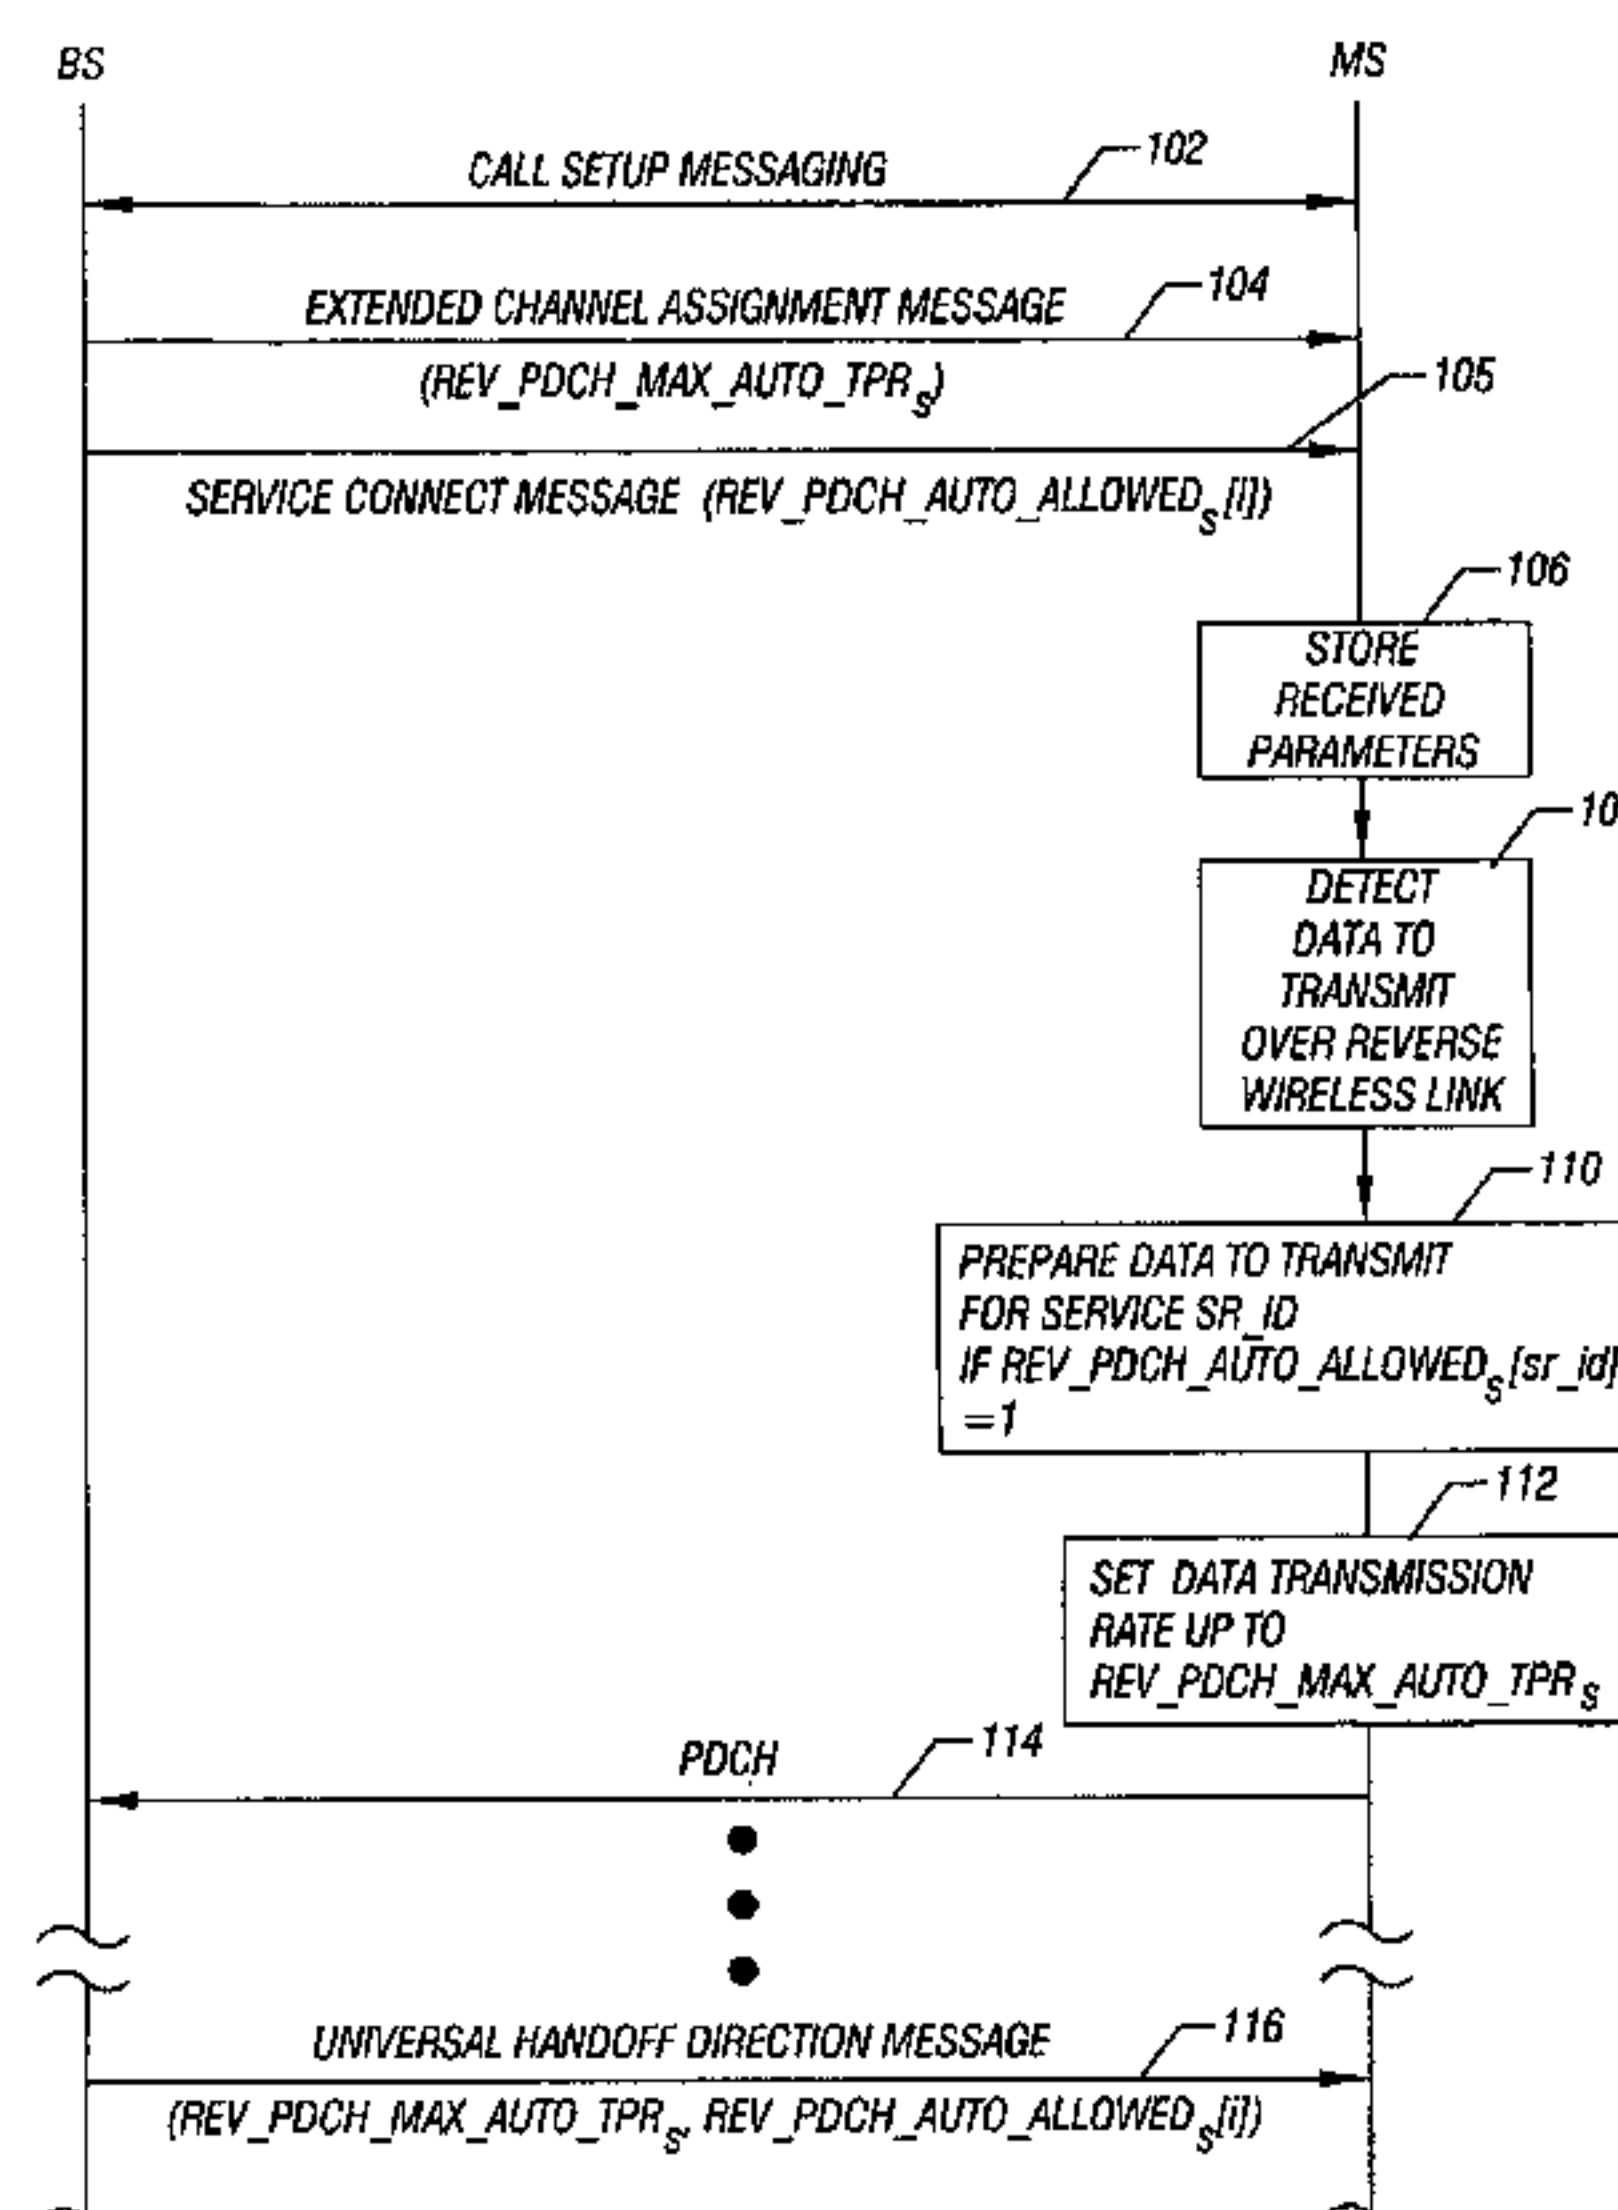 BS
MS
CALL SETUP MESSAGING
102
EXTENDED CHANNEL ASSIGNMENT MESSAGE
104
(REV_PDCH_MAX_AUTO_TPRs)
105
SERVICE CONNECT MESSAGE (REV_PDCH_AUTO_ALLOWEDs[i])
106
STORE
RECEIVED
PARAMETERS
10
DETECT
DATA TO
TRANSMIT
OVER REVERSE
WIRELESS LINK
110
PREPARE DATA TO TRANSMIT
FOR SERVICE SR_ID
IF REV_PDCH_AUTO_ALLOWEDs[sr_id]
=1
112
SET DATA TRANSMISSION
RATE UP TO
REV_PDCH_MAX_AUTO_TPRs
PDCH
114
UNIVERSAL HANDOFF DIRECTION MESSAGE
116
(REV_PDCH_MAX_AUTO_TPRs, REV_PDCH_AUTO_ALLOWEDs[i])